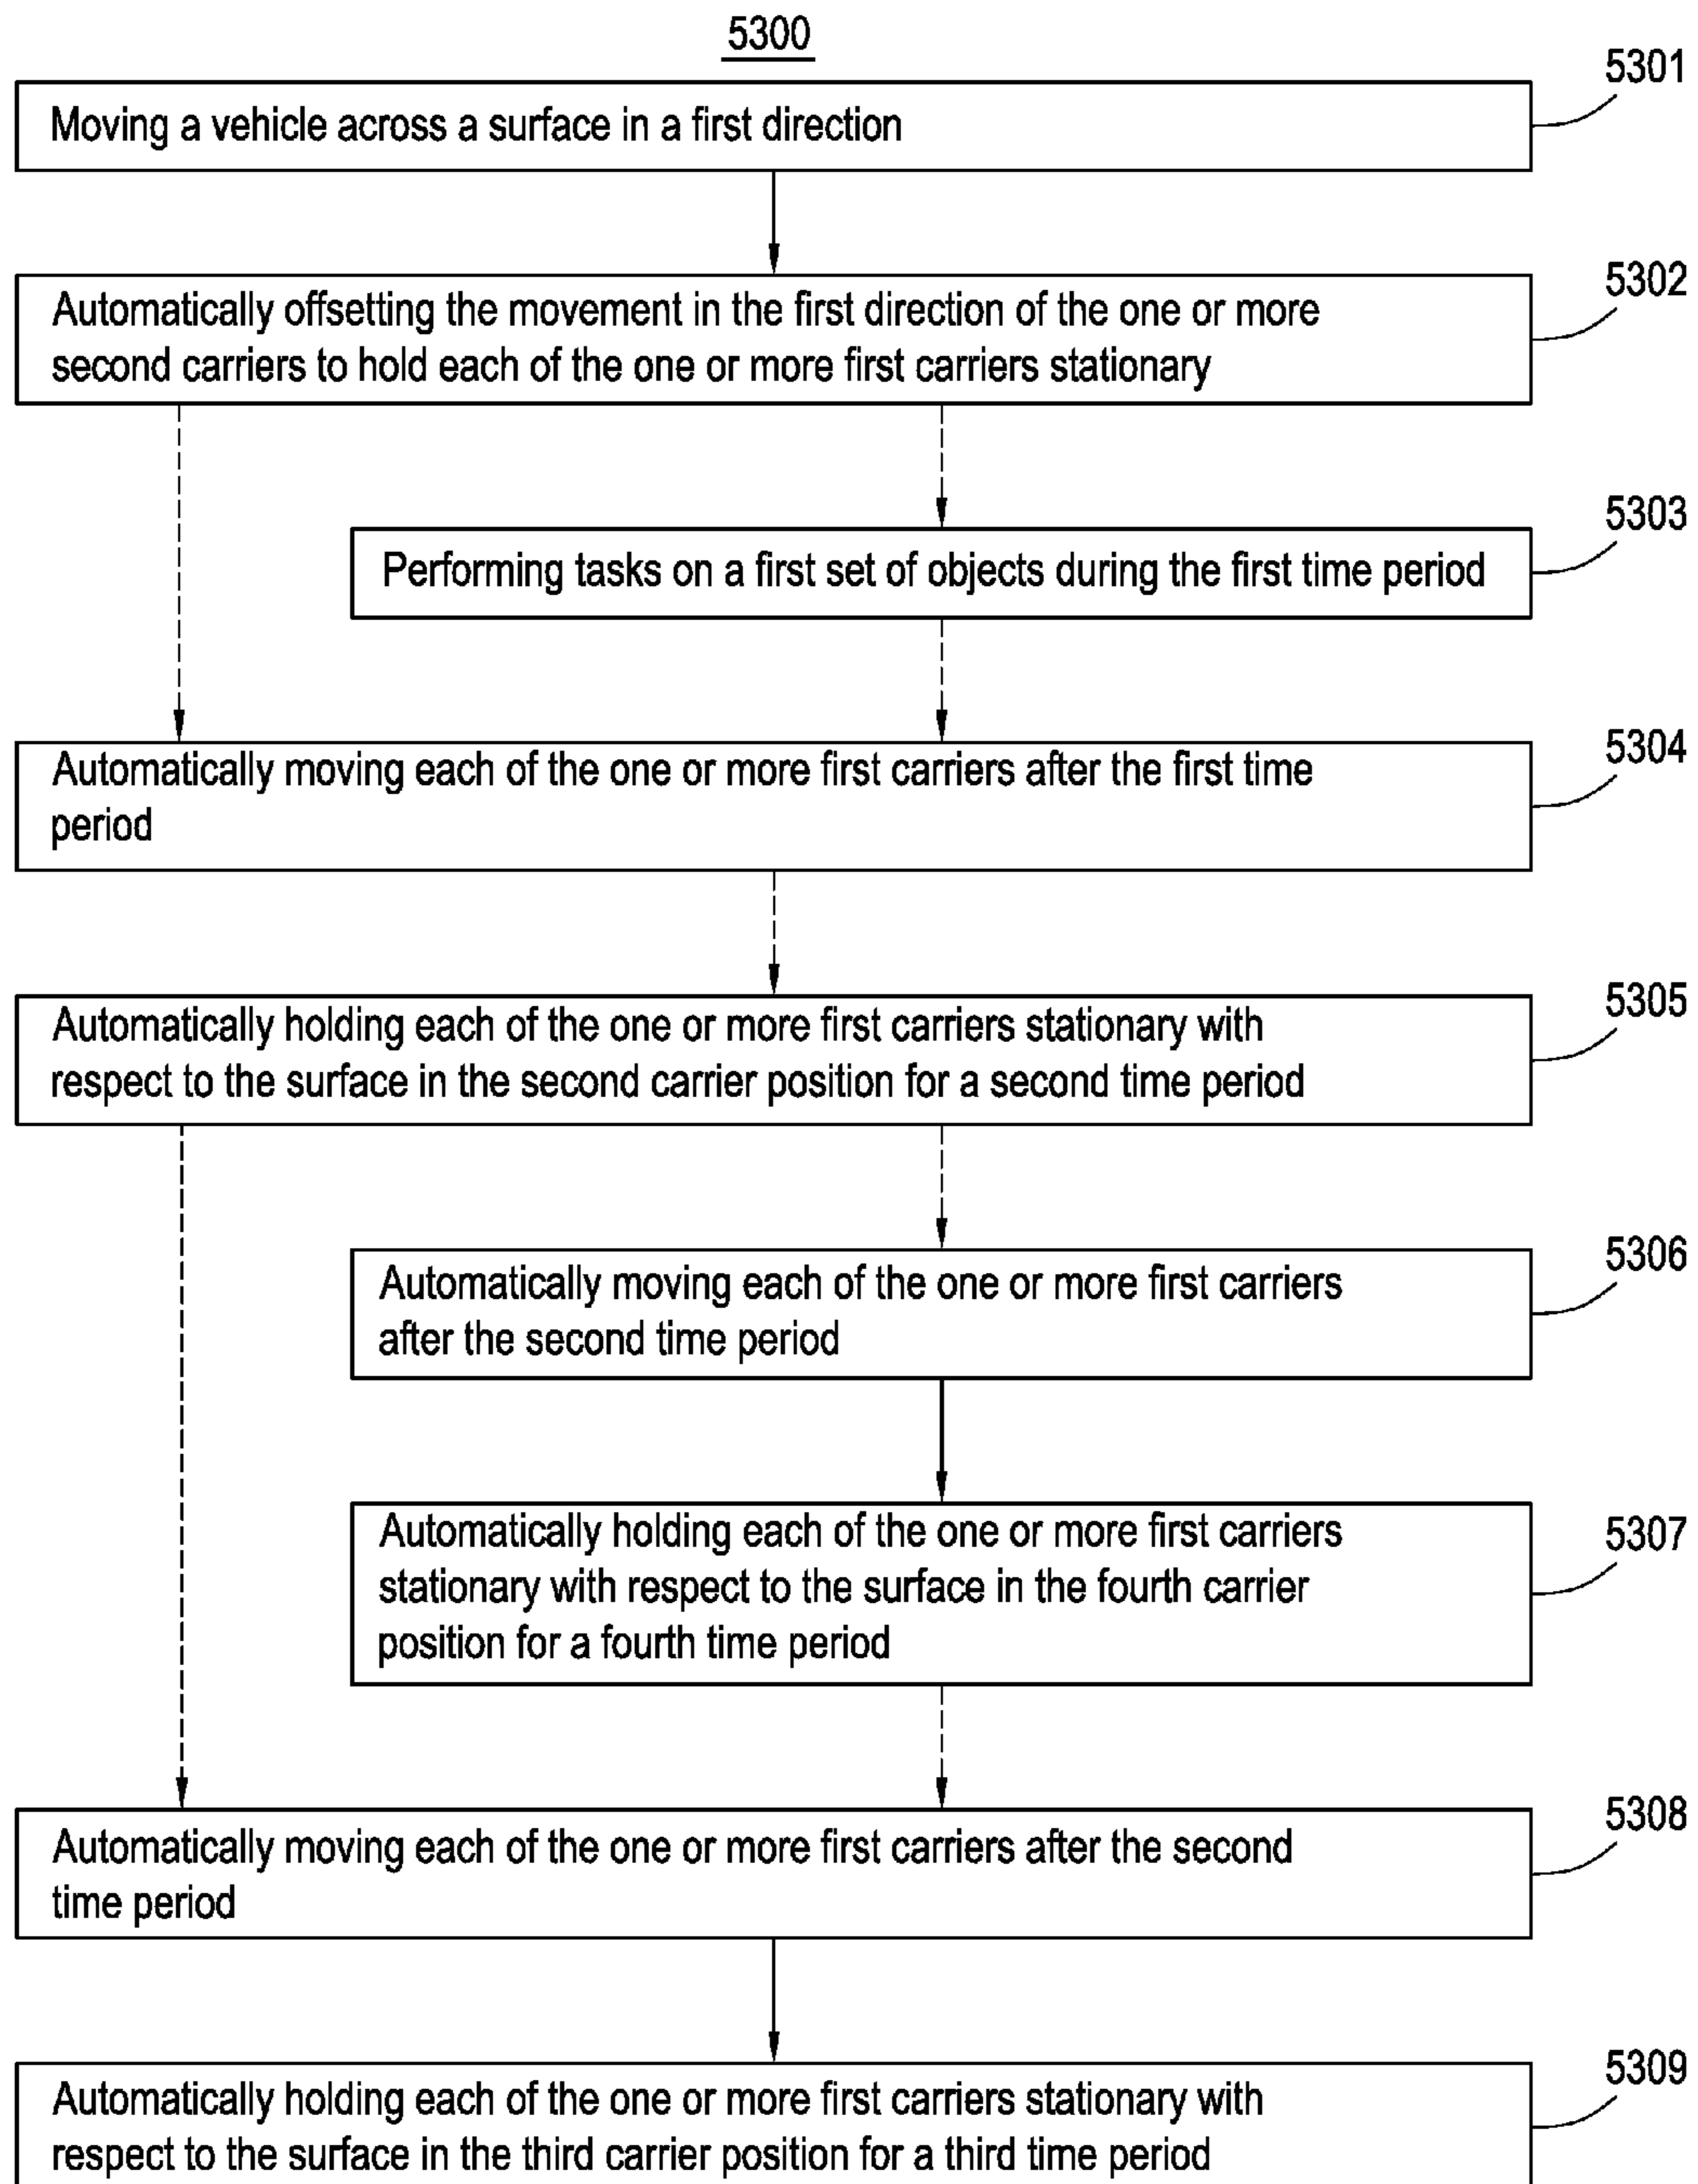 5300
5301
Moving a vehicle across a surface in a first direction
5302
Automatically offsetting the movement in the first direction of the one or more
second carriers to hold each of the one or more first carriers stationary
5303
Performing tasks on a first set of objects during the first time period
5304
Automatically moving each of the one or more first carriers after the first time
period
5305
Automatically holding each of the one or more first carriers stationary with
respect to the surface in the second carrier position for a second time period
5306
Automatically moving each of the one or more first carriers
after the second time period
5307
Automatically holding each of the one or more first carriers
stationary with respect to the surface in the fourth carrier
position for a fourth time period
5308
Automatically moving each of the one or more first carriers after the second
time period
5309
Automatically holding each of the one or more first carriers stationary with
respect to the surface in the third carrier position for a third time period